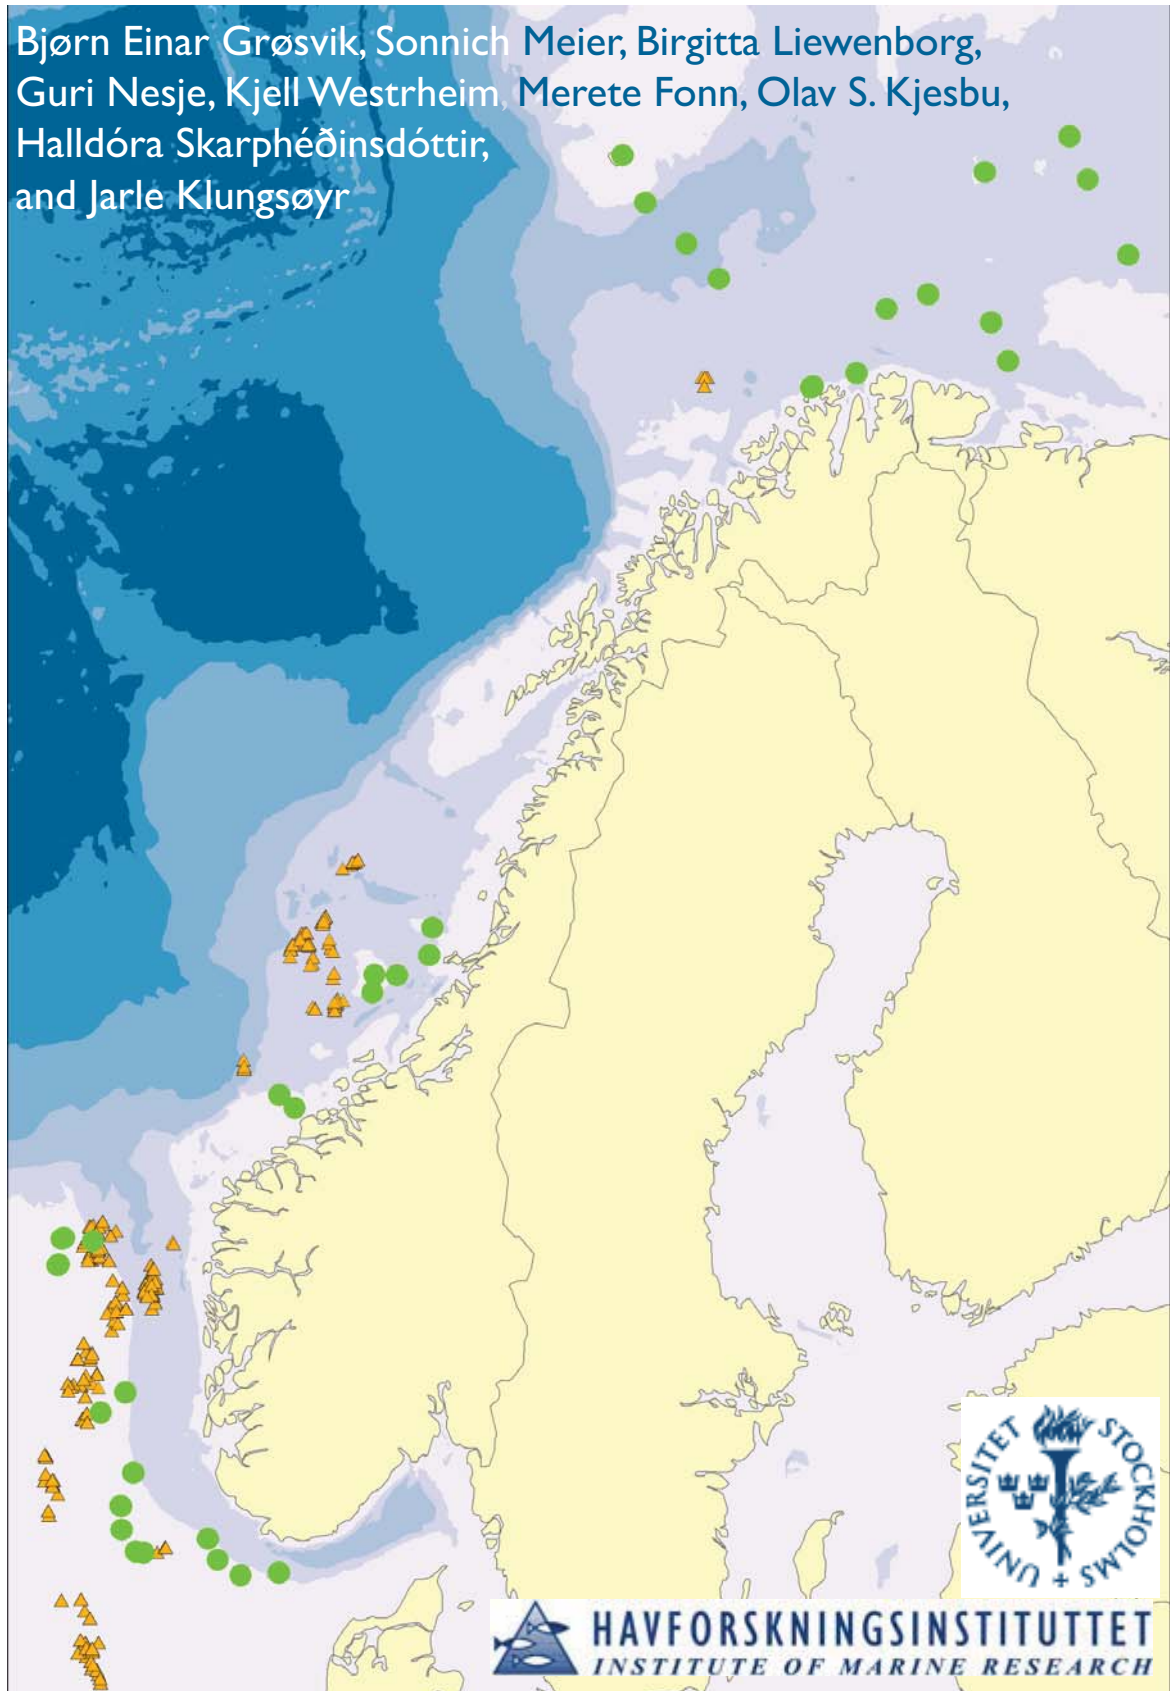 Bjørn Einar Grøsvik, Sonnich Meier, Birgitta Liewenborg,
Guri Nesje, Kjell Westrheim, Merete Fonn, Olav S. Kjesbu,
Halldóra Skarphéðinsdóttir,
and Jarle Klungsøyr
UNIVERSITET STOCKHOLMS
HAVFORSKNINGSINSTITUTTET
INSTITUTE OF MARINE RESEARCH